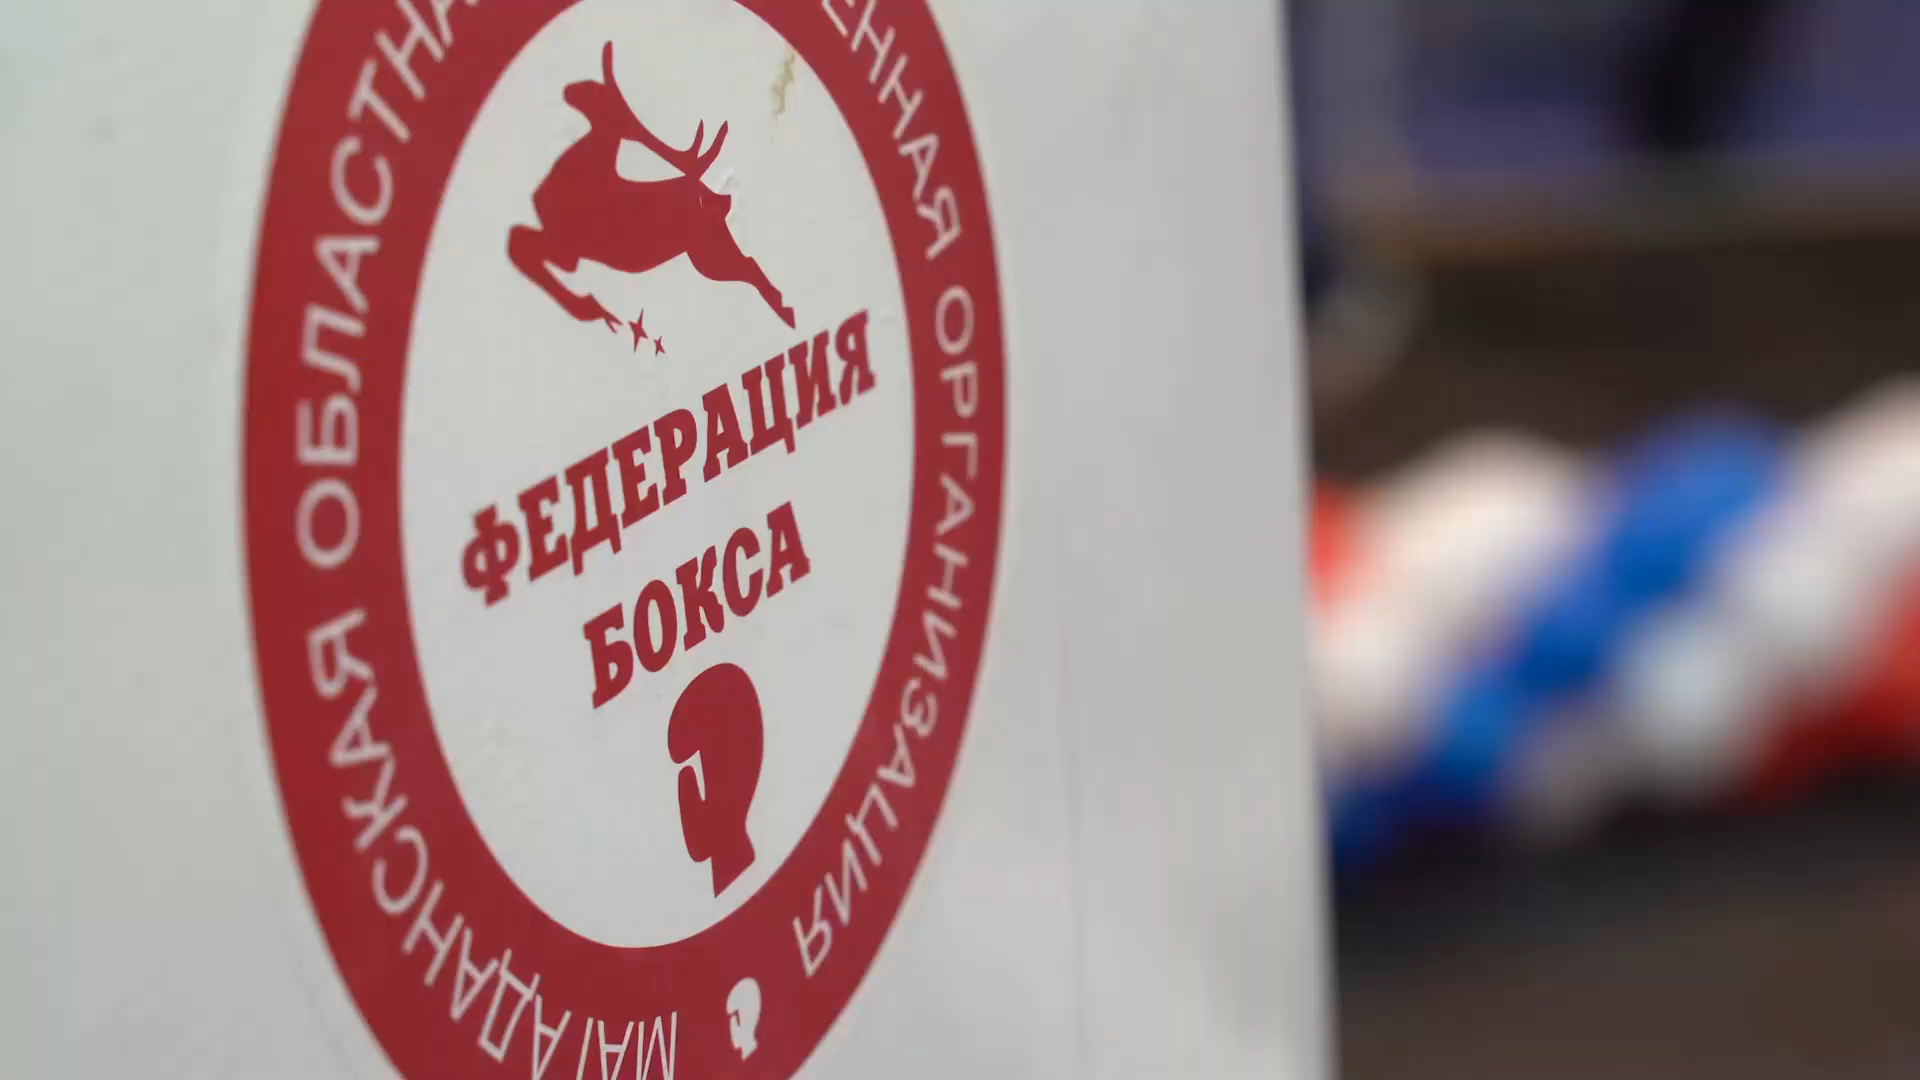 МАГАДАНСКАЯ ОБЛАСТНА
ЕННАЯ ОРГАНИЗАЦИЯ
ФЕДЕРАЦИЯ
БОКСА